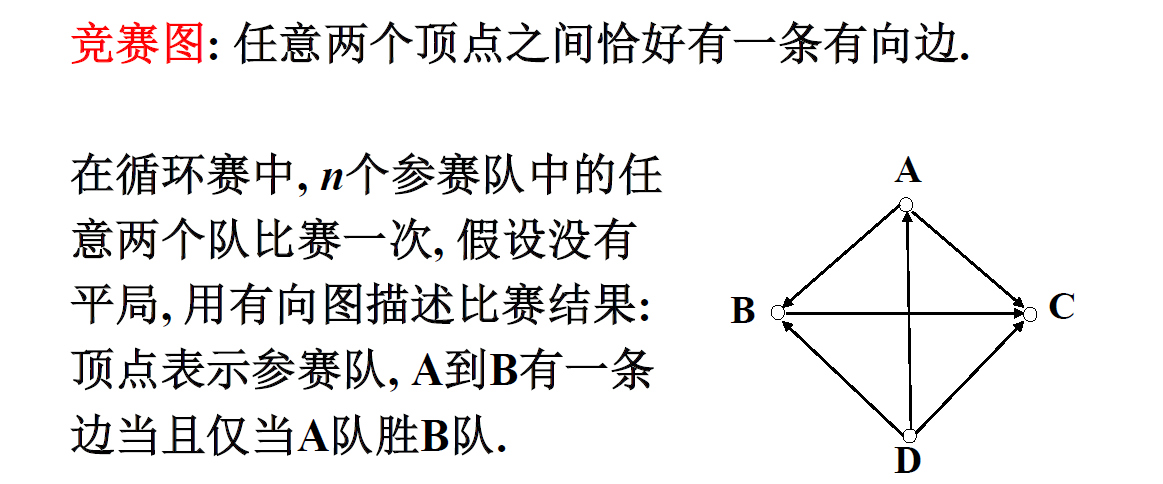 竞赛图: 任意两个顶点之间恰好有一条有向边.
在循环赛中, n个参赛队中的任
意两个队比赛一次, 假设没有
平局, 用有向图描述比赛结果:
顶点表示参赛队, A到B有一条
边当且仅当A队胜B队.
A
B
C
D